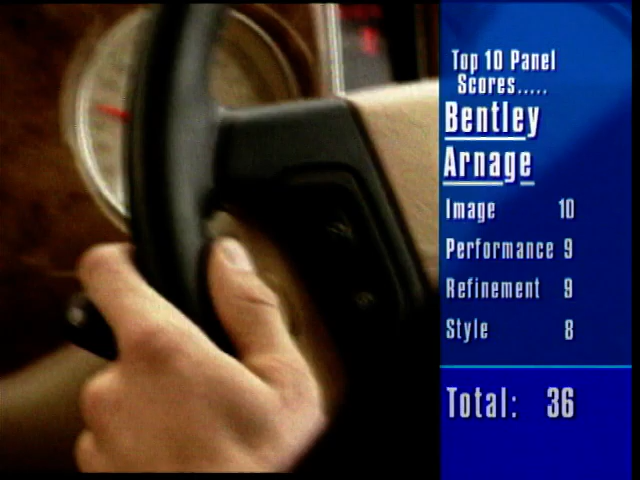 Top 10 Panel
Scores.....
Bentley
Arnage
Image 10
Performance 9
Refinement 9
Style 8
Total: 36